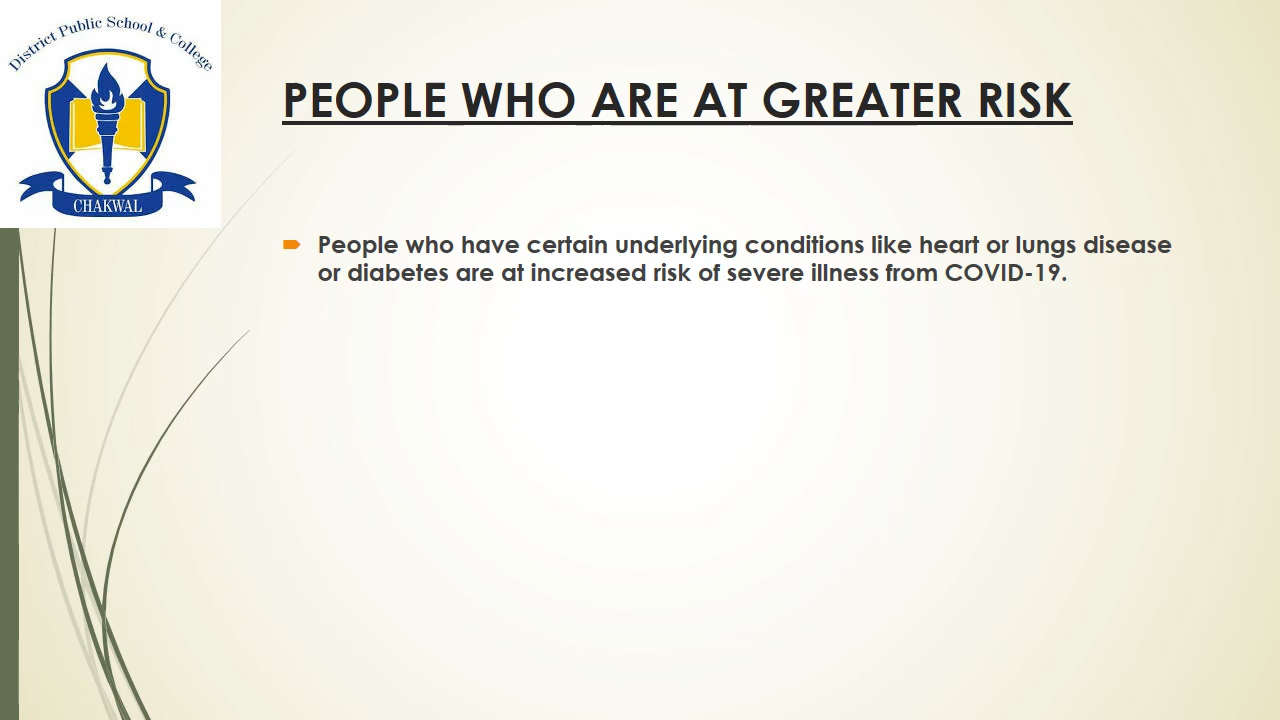 District Public School & College
CHAKWAL
PEOPLE WHO ARE AT GREATER RISK
People who have certain underlying conditions like heart or lungs disease
or diabetes are at increased risk of severe illness from COVID-19.